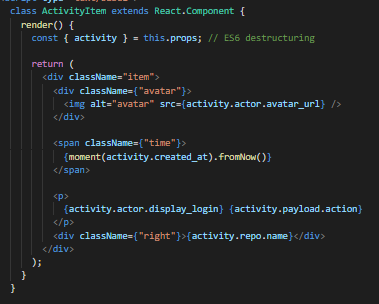 class ActivityItem extends React.Component {
render() {
const { activity } = this.props; // ES6 destructuring
return (
<div className="item">
<div className={"avatar"}>
<img alt="avatar" src={activity.actor.avatar_url} />
</div>
<span className={"time"}>
{moment(activity.created_at).fromNow()}
</span>
<p>
{activity.actor.display_login} {activity.payload.action}
</p>
<div className={"right"}>{activity.repo.name}</div>
</div>
);
}
}